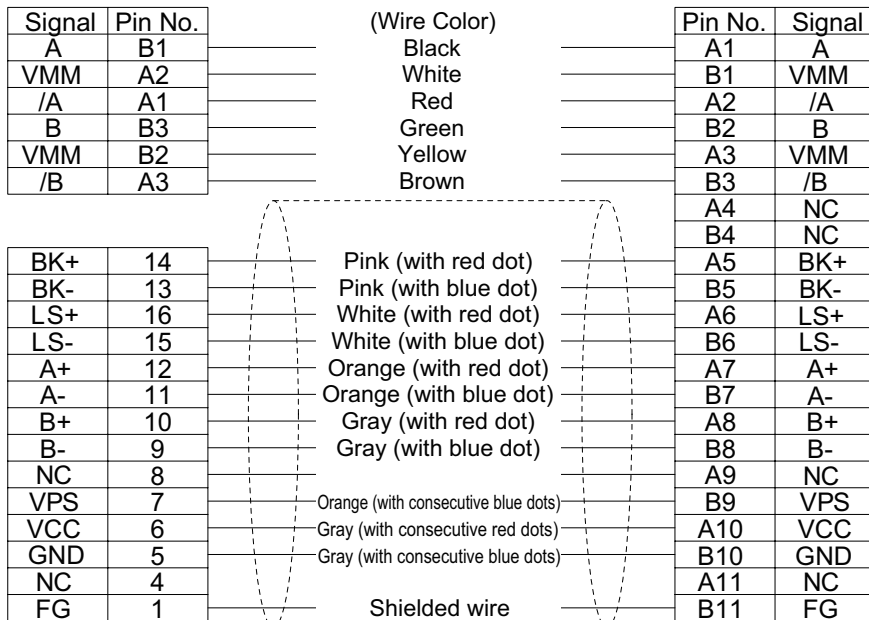 Signal Pin No. (Wire Color) Pin No. Signal
A B1 Black A1 A
VMM A2 White B1 VMM
/A A1 Red A2 /A
B B3 Green B2 B
VMM B2 Yellow A3 VMM
/B A3 Brown B3 /B
A4 NC
B4 NC
BK+ 14 Pink (with red dot) A5 BK+
BK- 13 Pink (with blue dot) B5 BK-
LS+ 16 White (with red dot) A6 LS+
LS- 15 White (with blue dot) B6 LS-
A+ 12 Orange (with red dot) A7 A+
A- 11 Orange (with blue dot) B7 A-
B+ 10 Gray (with red dot) A8 B+
B- 9 Gray (with blue dot) B8 B-
NC 8 A9 NC
VPS 7 Orange (with consecutive blue dots) B9 VPS
VCC 6 Gray (with consecutive red dots) A10 VCC
GND 5 Gray (with consecutive blue dots) B10 GND
NC 4 A11 NC
FG 1 Shielded wire B11 FG